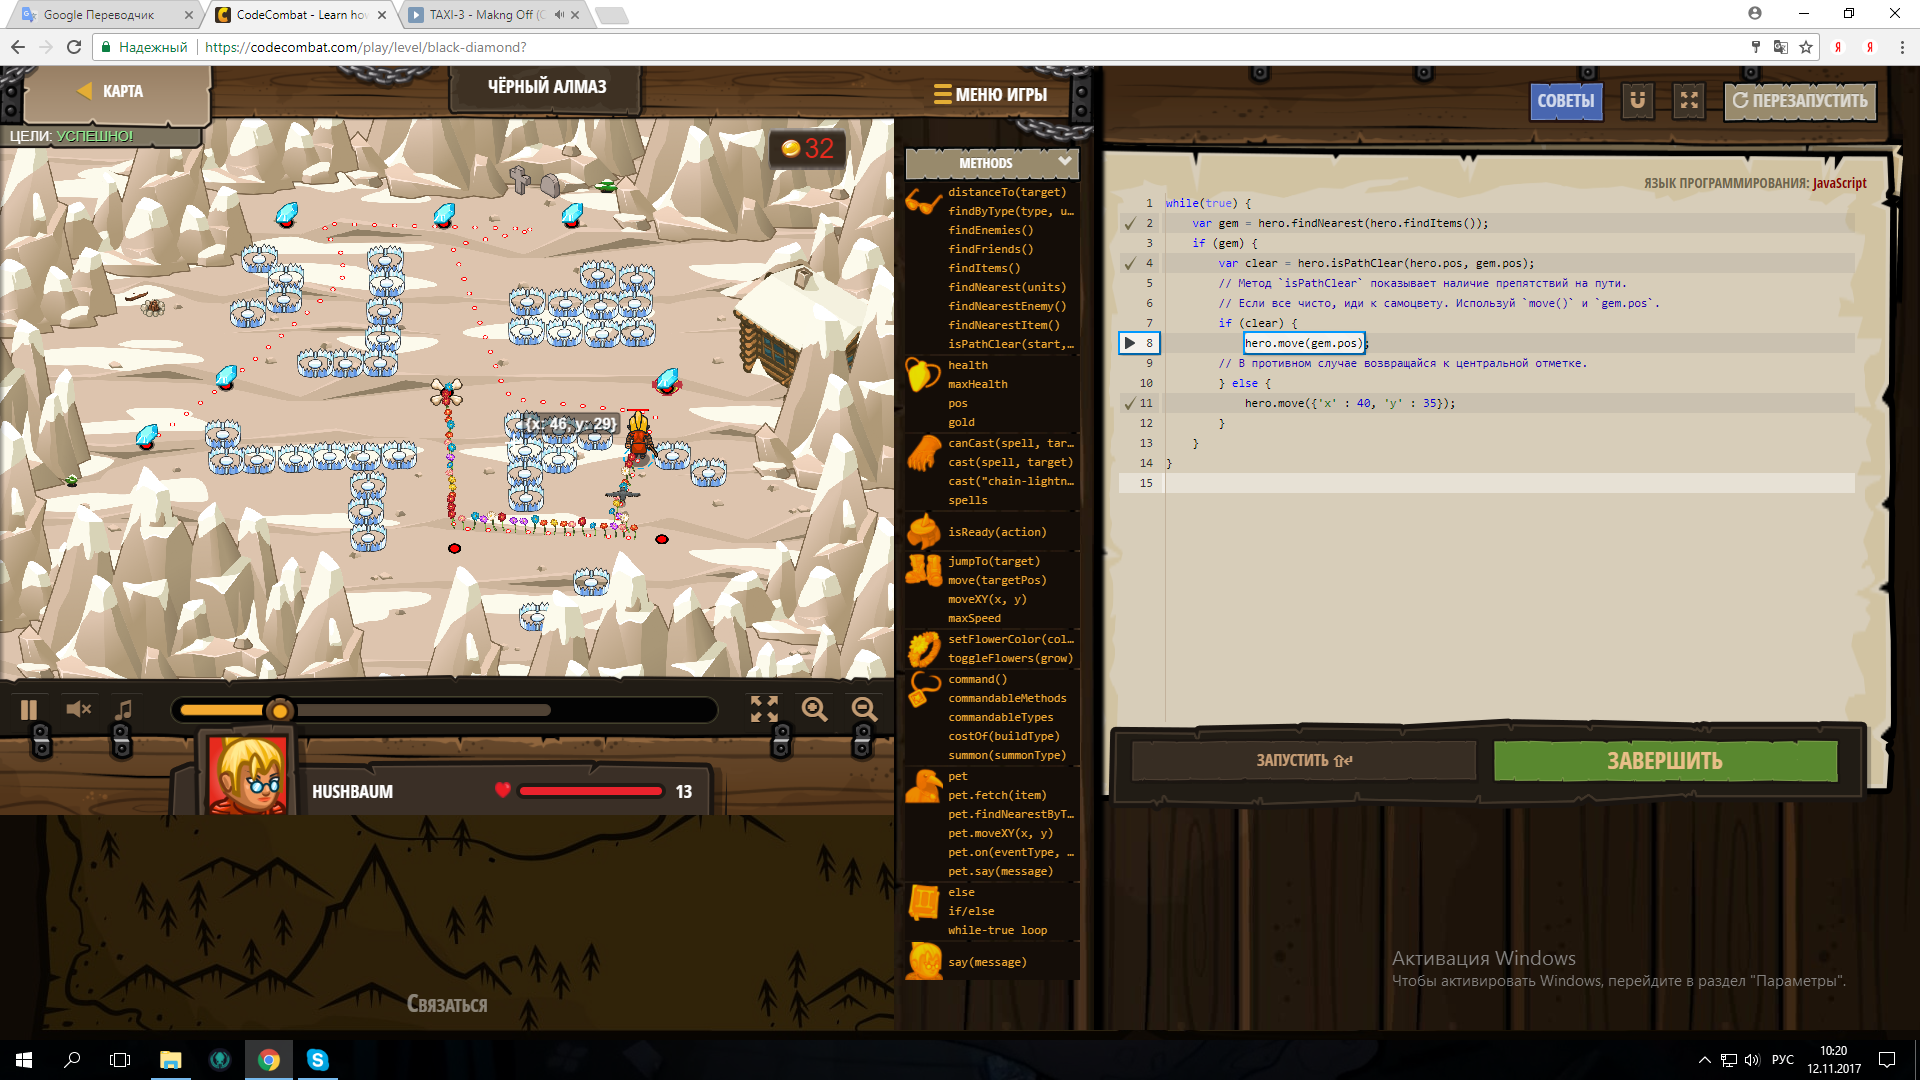 Google Переводчик
CodeCombat - Learn how
TAXI-3 - Makng Off (C
Надежный
https://codecombat.com/play/level/black-diamond?
КАРТА
ЧЁРНЫЙ АЛМАЗ
МЕНЮ ИГРЫ
СОВЕТЫ
ПЕРЕЗАПУСТИТЬ
ЦЕЛИ: УСПЕШНО!
32
{x: 46, y: 29}
METHODS
distanceTo(target)
findByType(type, u…
findEnemies()
findFriends()
findItems()
findNearest(units)
findNearestEnemy()
findNearestItem()
isPathClear(start,…
health
maxHealth
pos
gold
canCast(spell, tar…
cast(spell, target)
cast("chain-lightn…
spells
isReady(action)
jumpTo(target)
move(targetPos)
moveXY(x, y)
maxSpeed
setFlowerColor(col…
toggleFlowers(grow)
command()
commandableMethods
commandableTypes
costOf(buildType)
summon(summonType)
pet
pet.fetch(item)
pet.findNearestByT…
pet.moveXY(x, y)
pet.on(eventType, …
pet.say(message)
else
if/else
while-true loop
say(message)
ЯЗЫК ПРОГРАММИРОВАНИЯ: JavaScript
1 while(true) {
2 var gem = hero.findNearest(hero.findItems());
3 if (gem) {
4 var clear = hero.isPathClear(hero.pos, gem.pos);
5 // Метод `isPathClear` показывает наличие препятствий на пути.
6 // Если все чисто, иди к самоцвету. Используй `move()` и `gem.pos`.
7 if (clear) {
8 hero.move(gem.pos);
9 // В противном случае возвращайся к центральной отметке.
10 } else {
11 hero.move({'x' : 40, 'y' : 35});
12 }
13 }
14 }
15
ЗАПУСТИТЬ
ЗАВЕРШИТЬ
HUSHBAUM
13
Связаться
Активация Windows
Чтобы активировать Windows, перейдите в раздел "Параметры".
РУС
10:20
12.11.2017